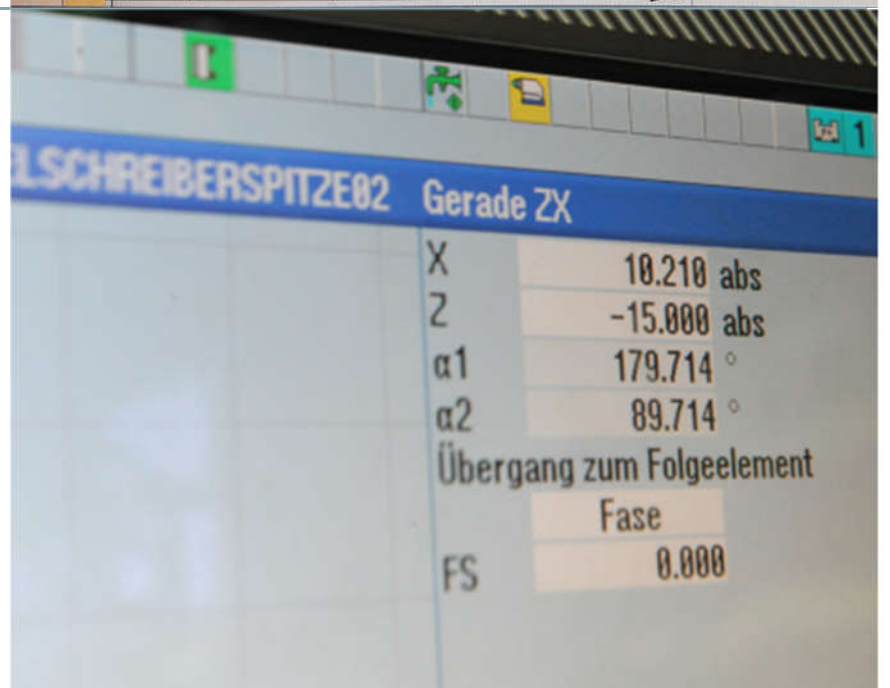 1
LSCHREIBERSPITZE02 Gerade ZX
X 10.210 abs
Z -15.000 abs
α1 179.714 °
α2 89.714 °
Übergang zum Folgeelement
Fase
FS 0.000